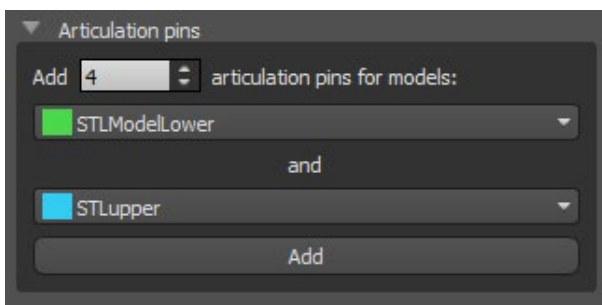 Articulation pins
Add 4 articulation pins for models:
STLModelLower
and
STLupper
Add